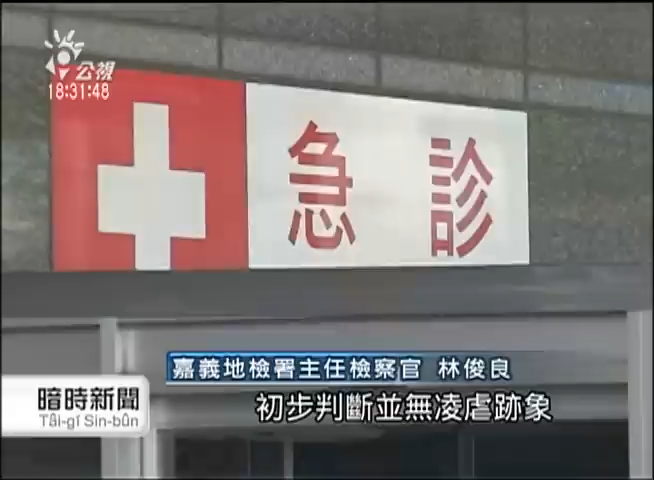 公視
18:31:48
急診
嘉義地檢署主任檢察官 林俊良
初步判斷並無凌虐跡象
暗時新聞
Tâi-gí Sin-bûn